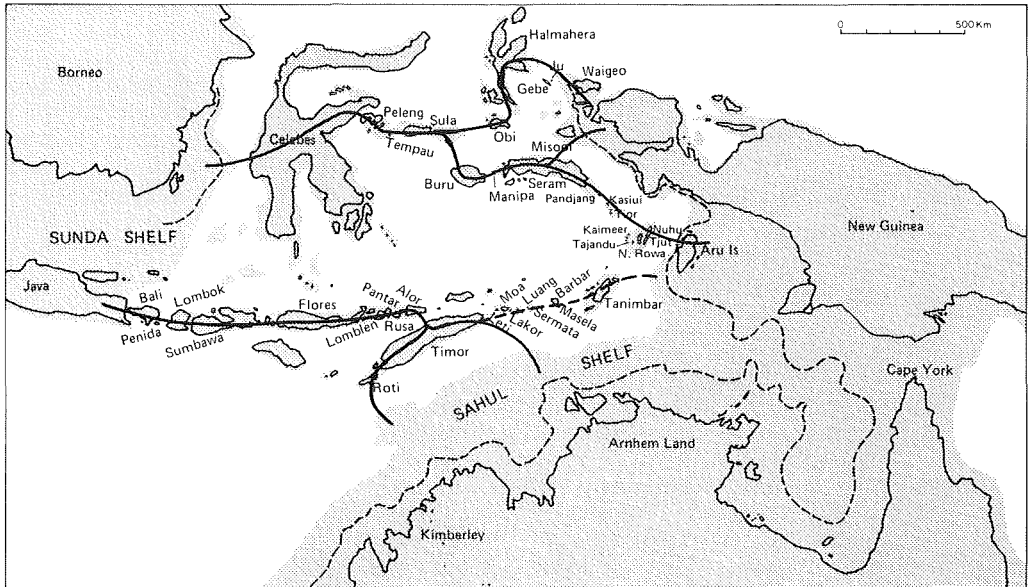 0 500 Km
Halmahera
Borneo
Ju
Waigeo
Gebe
Peleng
Sula
Celebes
Tempau
Obi
Misool
Buru
Seram
Manipa
Pandjang
Kasiui
Tior
SUNDA SHELF
Kaimeer
Nuhu
New Guinea
Tajandu
Tjut
Aru Is
N. Rowa
Java
Bali
Lombok
Flores
Pantar
Alor
Moa
Luang
Barbar
Tanimbar
Penida
Sumbawa
Lomblen
Rusa
Leti
Lakor
Sermata
Masela
Timor
Roti
SAHUL SHELF
Cape York
Arnhem Land
Kimberley